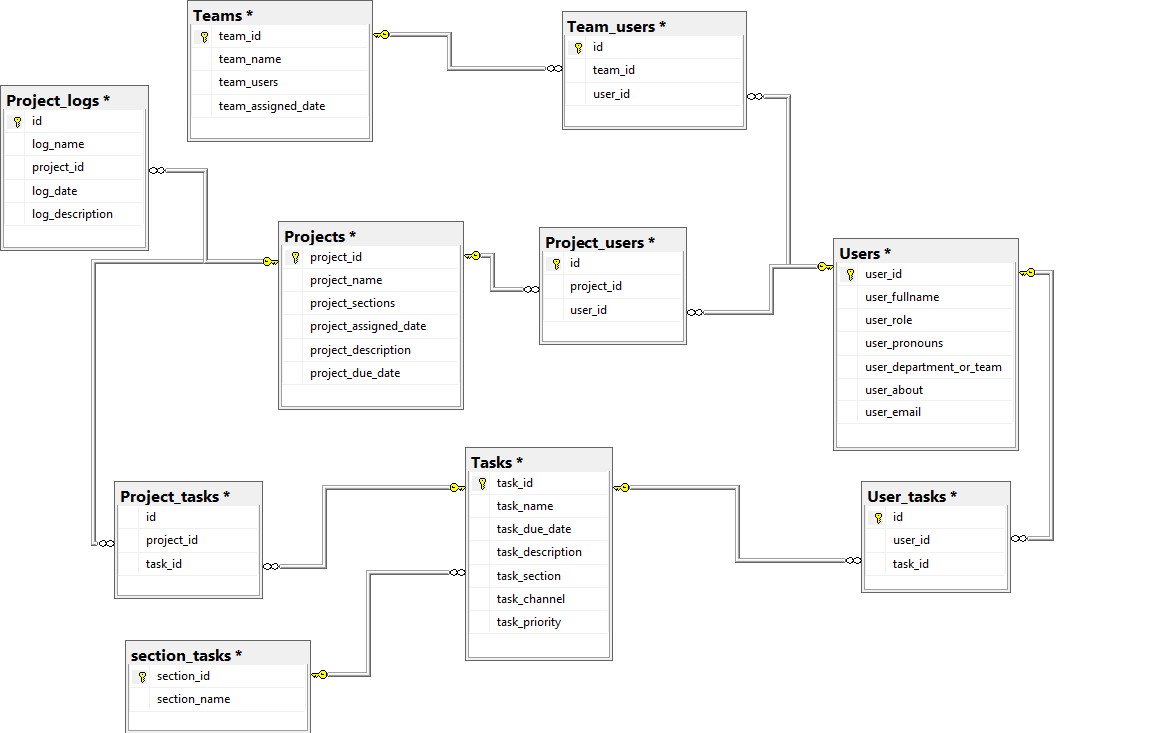 Teams *
team_id
team_name
team_users
team_assigned_date
Team_users *
id
team_id
user_id
Project_logs *
id
log_name
project_id
log_date
log_description
Projects *
project_id
project_name
project_sections
project_assigned_date
project_description
project_due_date
Project_users *
id
project_id
user_id
Users *
user_id
user_fullname
user_role
user_pronouns
user_department_or_team
user_about
user_email
Tasks *
task_id
task_name
task_due_date
task_description
task_section
task_channel
task_priority
Project_tasks *
id
project_id
task_id
User_tasks *
id
user_id
task_id
section_tasks *
section_id
section_name